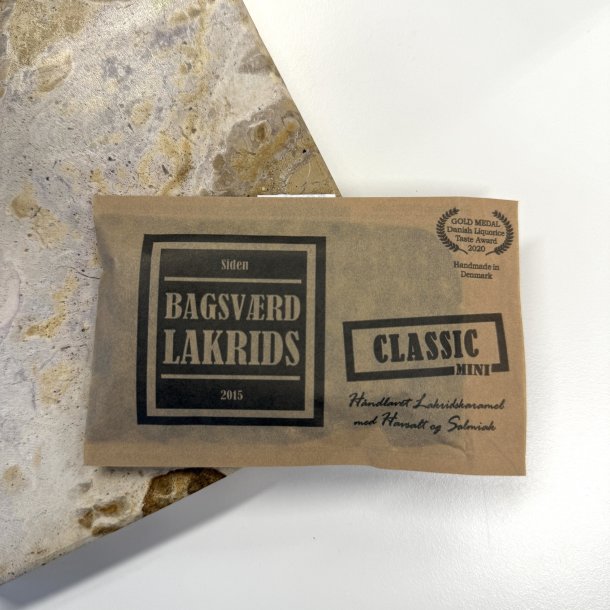 Siden
BAGSVÆRD
LAKRIDS
2015
GOLD MEDAL
Danish Liquorice
Taste Award
2020
Handmade in
Denmark
CLASSIC
MINI
Håndlavet Lakridskaramel
med Havsalt og Salmiak